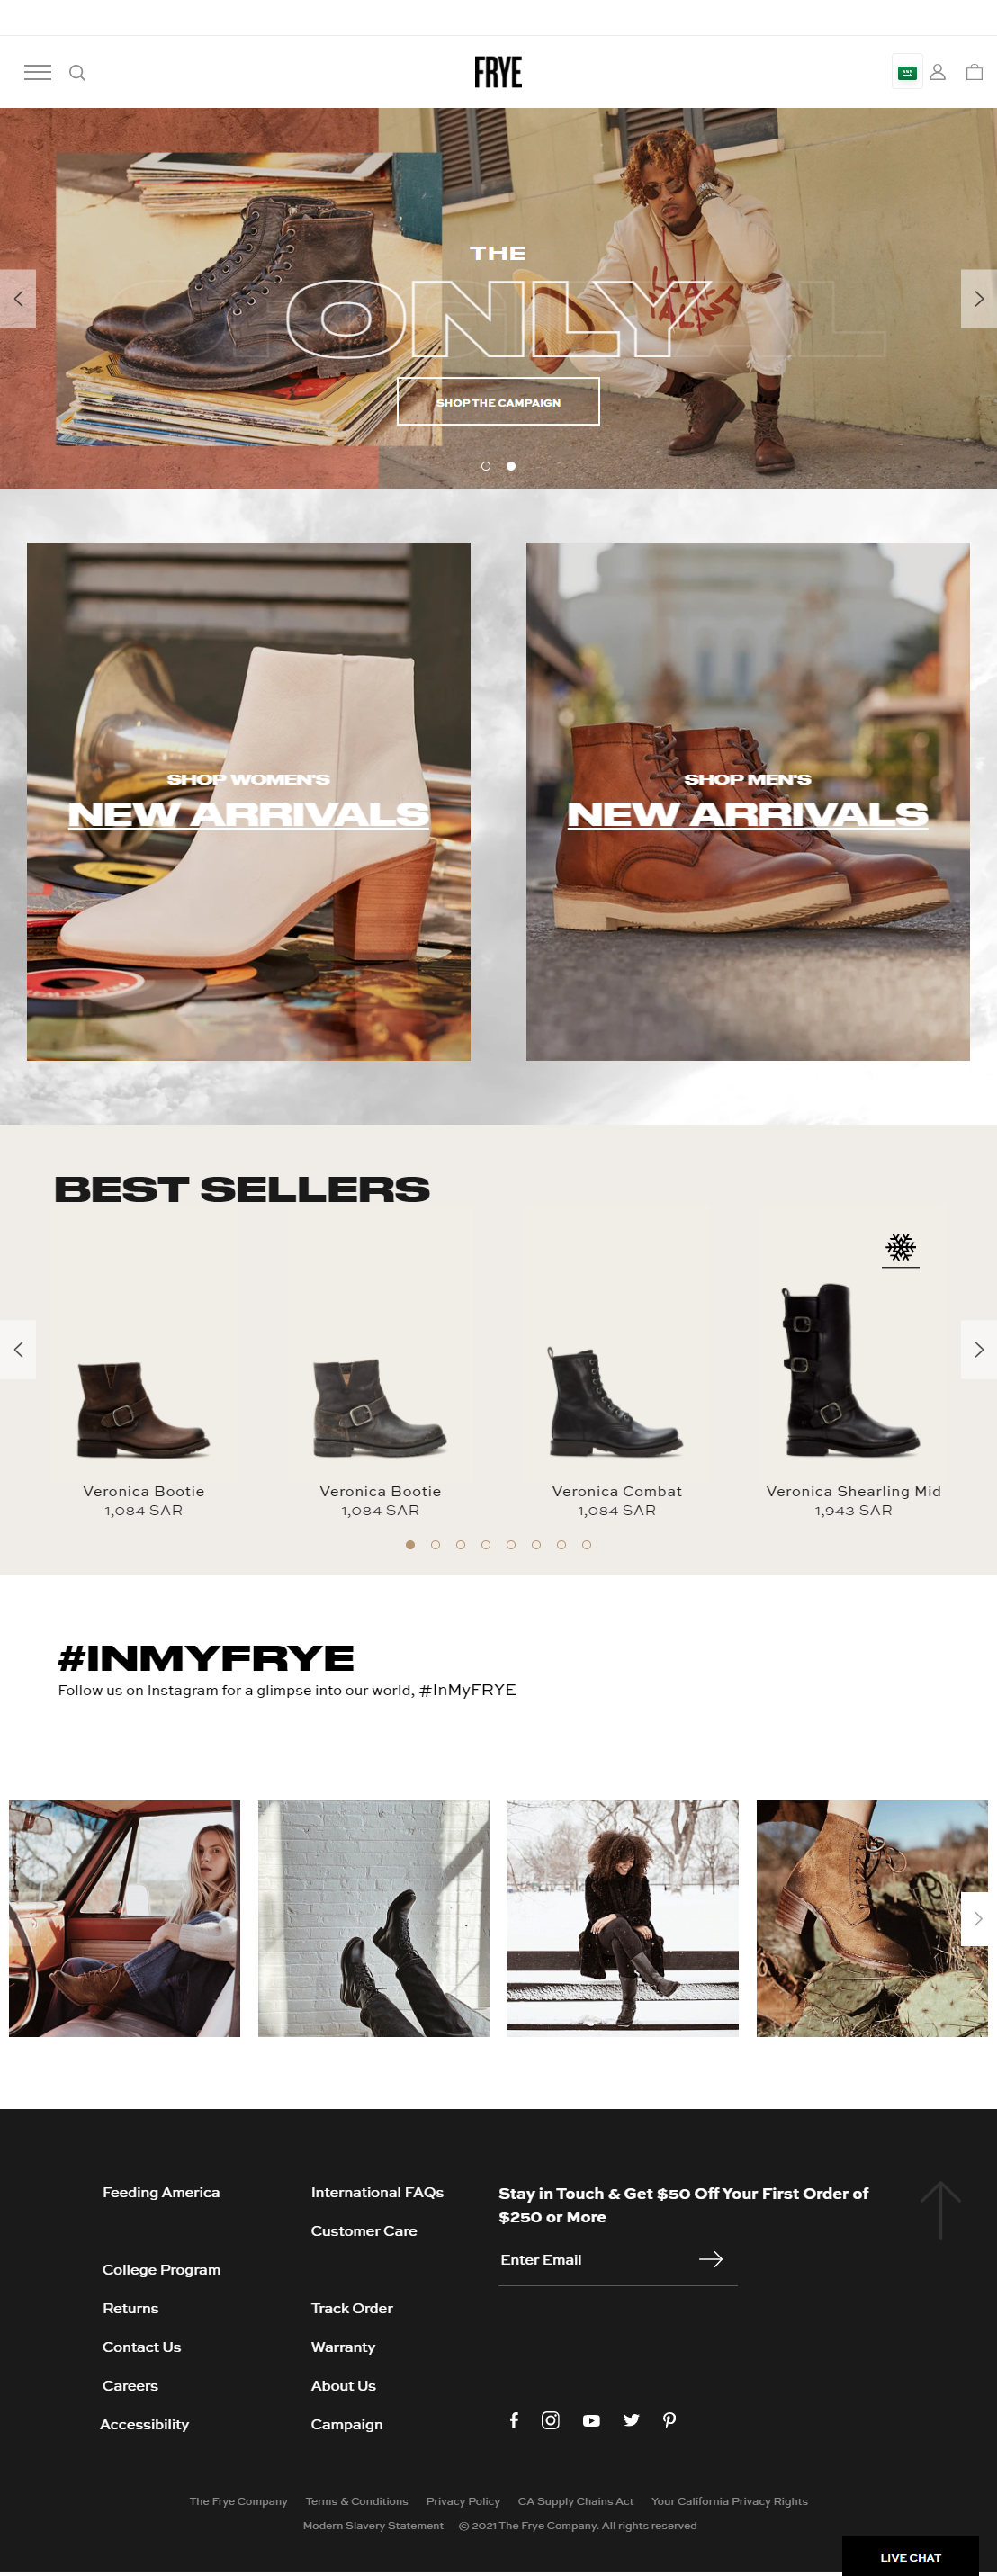 FRYE
THE
ONLY
SHOP THE CAMPAIGN
SHOP WOMEN'S
NEW ARRIVALS
SHOP MEN'S
NEW ARRIVALS
BEST SELLERS
Veronica Bootie
1,084 SAR
Veronica Bootie
1,084 SAR
Veronica Combat
1,084 SAR
Veronica Shearling Mid
1,943 SAR
#INMYFRYE
Follow us on Instagram for a glimpse into our world, #InMyFRYE
Feeding America
College Program
Returns
Contact Us
Careers
Accessibility
International FAQs
Customer Care
Track Order
Warranty
About Us
Campaign
Stay in Touch & Get $50 Off Your First Order of
$250 or More
Enter Email
The Frye Company Terms & Conditions Privacy Policy CA Supply Chains Act Your California Privacy Rights
Modern Slavery Statement © 2021 The Frye Company. All rights reserved
LIVE CHAT